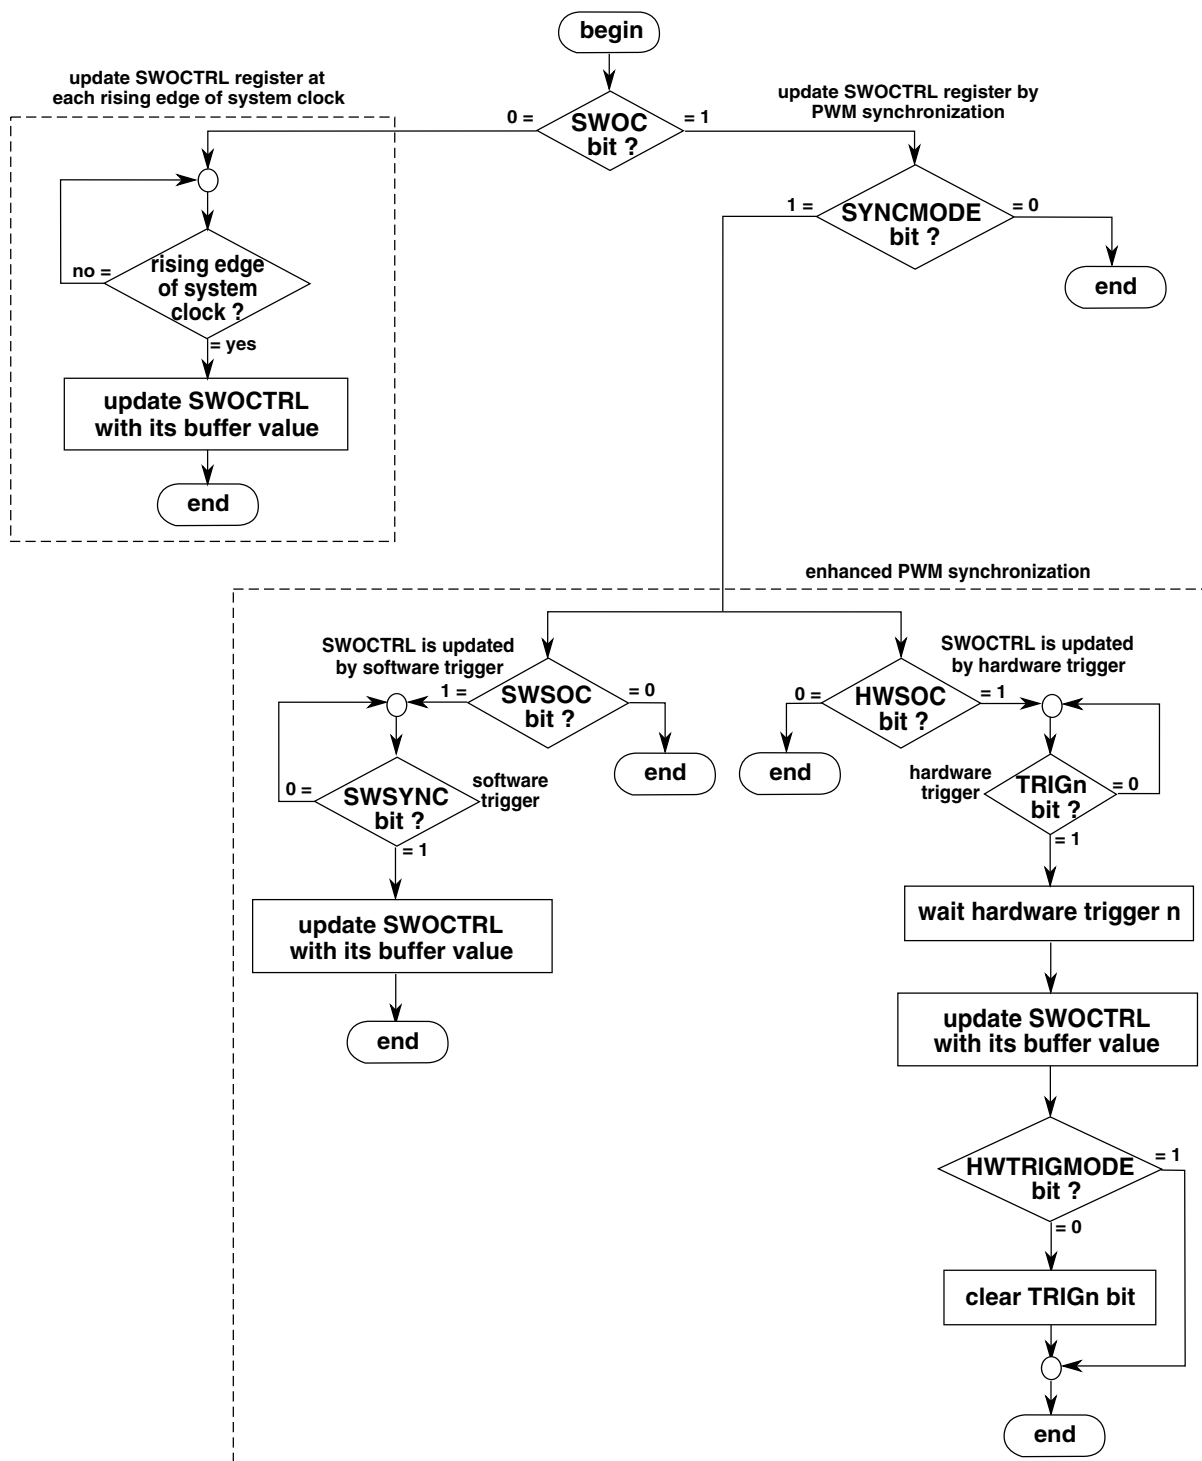 begin
update SWOCTRL register at
each rising edge of system clock
update SWOCTRL register by
PWM synchronization
0 =
SWOC
bit ?
= 1
1 =
SYNCMODE
bit ?
= 0
end
no =
rising edge
of system
clock ?
= yes
update SWOCTRL
with its buffer value
end
enhanced PWM synchronization
SWOCTRL is updated
by software trigger
SWOCTRL is updated
by hardware trigger
1 =
SWSOC
bit ?
= 0
end
0 =
HWSOC
bit ?
= 1
end
0 =
SWSYNC
bit ?
software
trigger
= 1
update SWOCTRL
with its buffer value
end
hardware
trigger
TRIGn
bit ?
= 0
= 1
wait hardware trigger n
update SWOCTRL
with its buffer value
HWTRIGMODE
bit ?
= 1
= 0
clear TRIGn bit
end